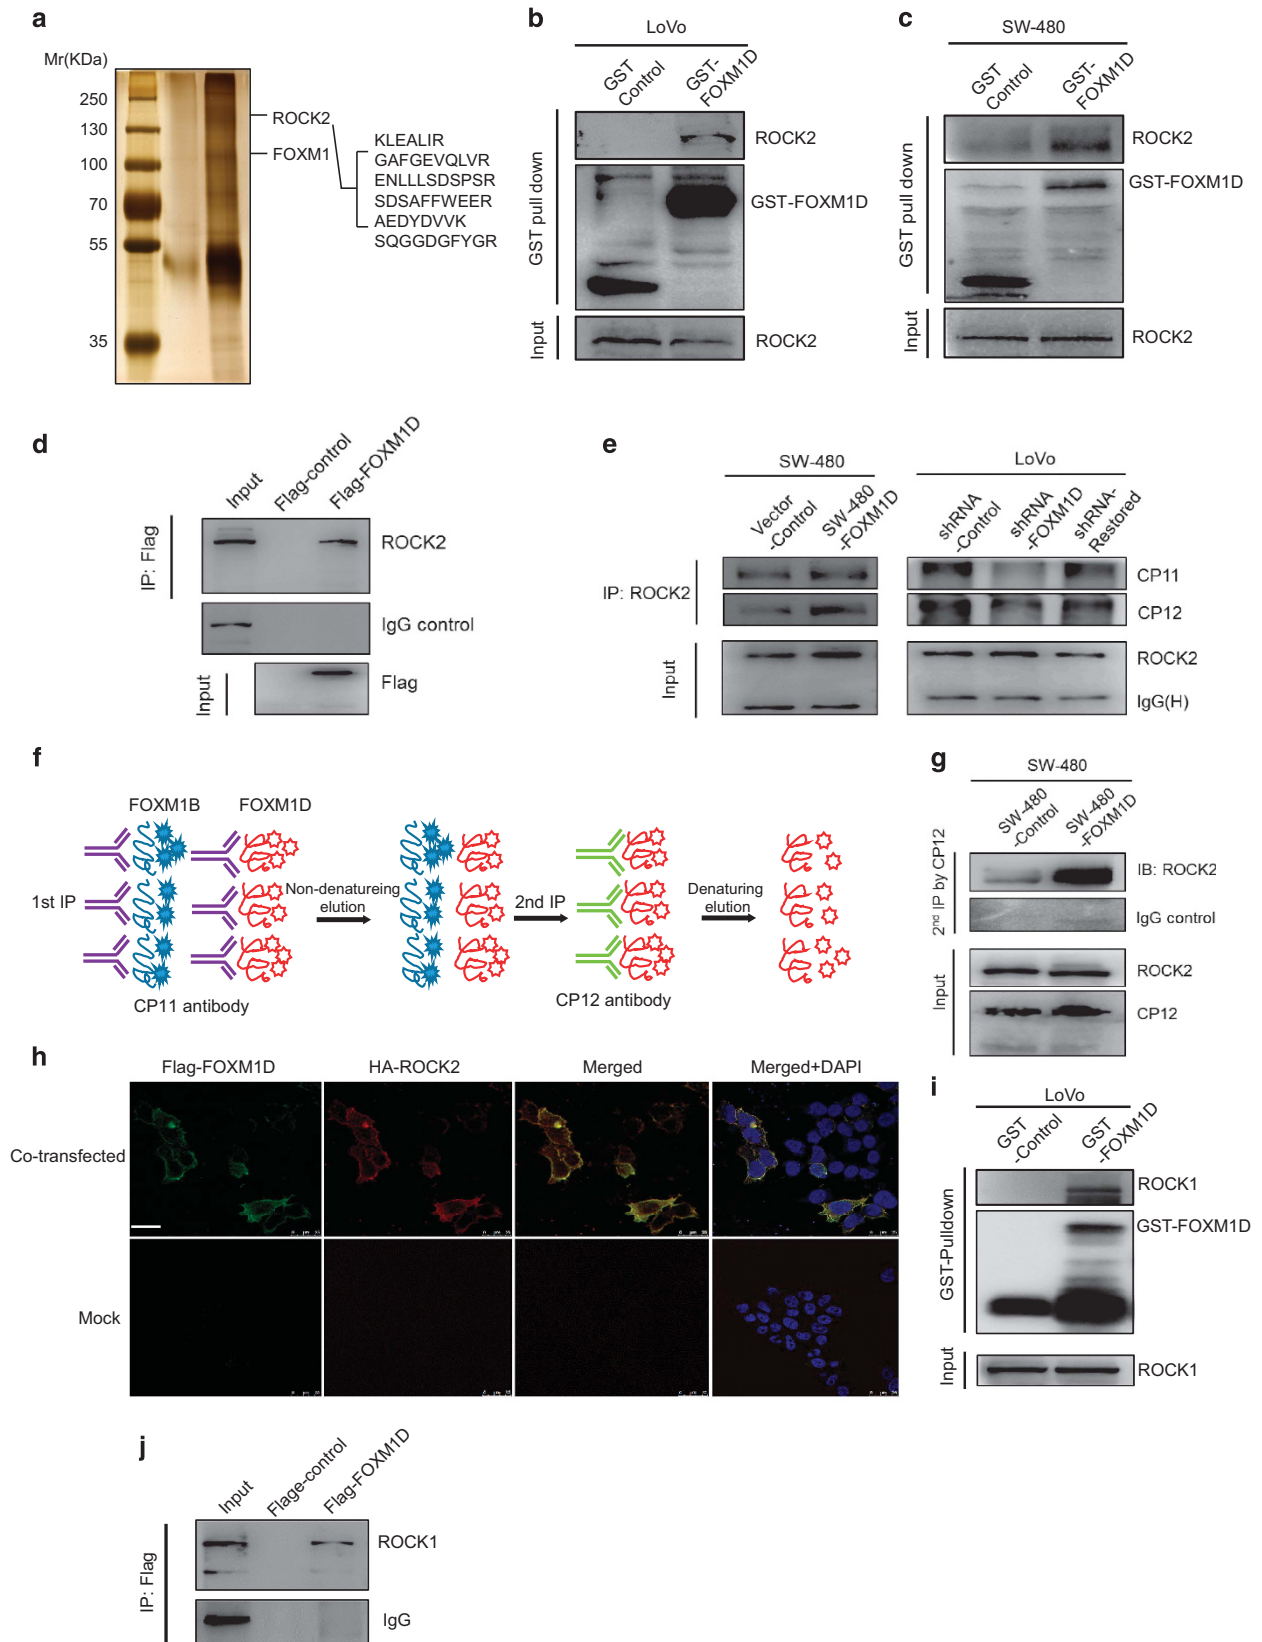 a
Mr(KDa)
250
130
100
70
55
35
ROCK2
FOXM1
KLEALIR
GAFGEVQLVR
ENLLLSDSPSR
SDSAFFWEER
AEDYDVVK
SQGGDGFYGR
b
LoVo
GST Control
GST-FOXM1D
GST pull down
ROCK2
GST-FOXM1D
Input
ROCK2
c
SW-480
GST Control
GST-FOXM1D
GST pull down
ROCK2
GST-FOXM1D
Input
ROCK2
d
Input
Flag-control
Flag-FOXM1D
IP: Flag
ROCK2
IgG control
Input
Flag
e
SW-480
LoVo
Vector -Control
SW-480 -FOXM1D
shRNA -Control
shRNA -FOXM1D
shRNA- Restored
IP: ROCK2
CP11
CP12
Input
ROCK2
IgG(H)
f
FOXM1B
FOXM1D
1st IP
Non-denatureing
elution
2nd IP
Denaturing
elution
CP11 antibody
CP12 antibody
g
SW-480
SW-480 -Control
SW-480 -FOXM1D
2nd IP by CP12
IB: ROCK2
IgG control
Input
ROCK2
CP12
h
Flag-FOXM1D
HA-ROCK2
Merged
Merged+DAPI
Co-transfected
Mock
i
LoVo
GST -Control
GST -FOXM1D
GST-Pulldown
ROCK1
GST-FOXM1D
Input
ROCK1
j
Input
Flage-control
Flag-FOXM1D
IP: Flag
ROCK1
IgG